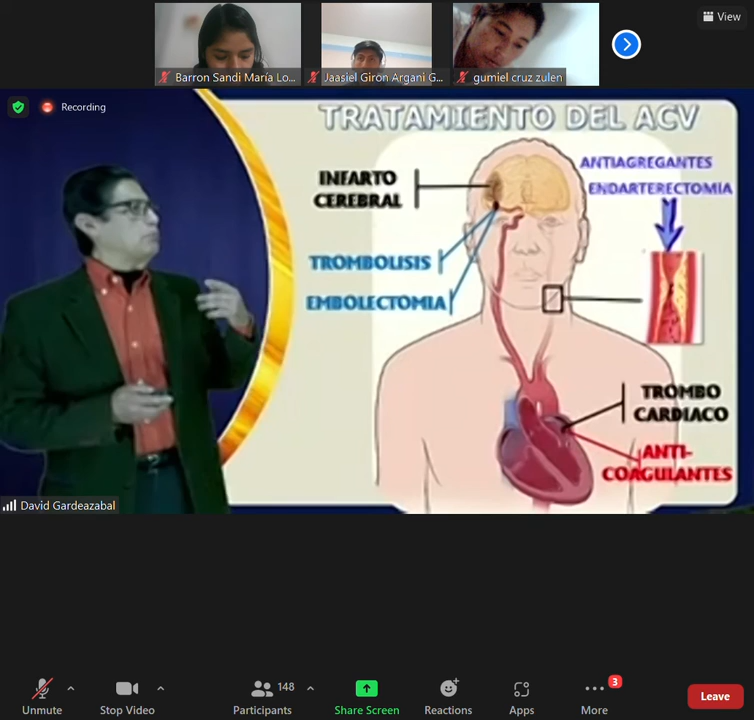 View
Barron Sandi María Lo...
Jaasiel Giron Argani G...
gumiel cruz zulen
Recording
TRATAMIENTO DEL ACV
INFARTO
CEREBRAL
ANTIAGREGANTES
ENDARTERECTOMIA
TROMBOLISIS
EMBOLECTOMIA
TROMBO
CARDIACO
ANTI-
COAGULANTES
David Gardeazabal
Unmute
Stop Video
148
Participants
Share Screen
Reactions
Apps
3
More
Leave